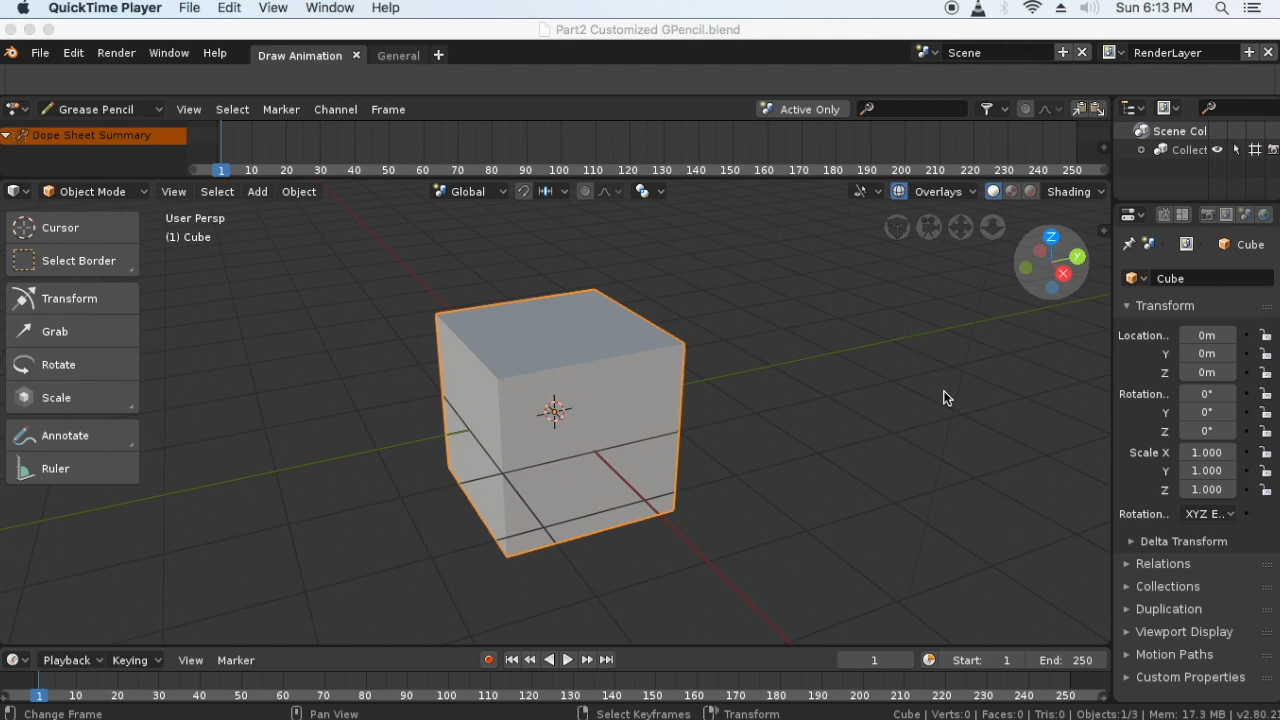 QuickTime Player File Edit View Window Help Sun 6:13 PM
Part2 Customized GPencil.blend
File Edit Render Window Help Draw Animation General Scene RenderLayer
Grease Pencil View Select Marker Channel Frame Active Only
Scene Col
Dope Sheet Summary
Collect
1 10 20 30 40 50 60 70 80 90 100 110 120 130 140 150 160 170 180 190 200 210 220 230 240 250
Object Mode View Select Add Object Global Overlays Shading
User Persp
(1) Cube
Cursor
Select Border
Transform
Grab
Rotate
Scale
Annotate
Ruler
Z
Y
X
Cube
Cube
Transform
Location.. 0m
Y 0m
Z 0m
Rotation.. 0°
Y 0°
Z 0°
Scale X 1.000
Y 1.000
Z 1.000
Rotation.. XYZ E..
Delta Transform
Relations
Collections
Duplication
Viewport Display
Motion Paths
Custom Properties
Playback Keying View Marker 1 Start: 1 End: 250
1 10 20 30 40 50 60 70 80 90 100 110 120 130 140 150 160 170 180 190 200 210 220 230 240 250
Change Frame Pan View Select Keyframes Transform Cube | Verts:0 | Faces:0 | Tris:0 | Objects:1/3 | Mem: 17.3 MB | v2.80.2